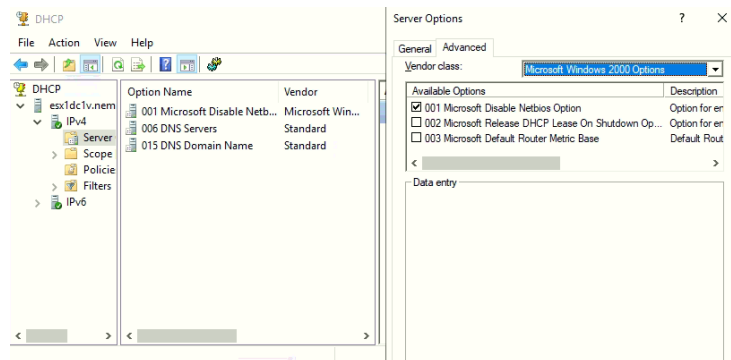 DHCP
File Action View Help
DHCP
esx1dc1v.nem
IPv4
Server
Scope
Policie
Filters
IPv6
Option Name Vendor
001 Microsoft Disable Netb... Microsoft Win...
006 DNS Servers Standard
015 DNS Domain Name Standard
Server Options ? X
General Advanced
Vendor class: Microsoft Windows 2000 Options
Available Options Description
001 Microsoft Disable Netbios Option Option for er
002 Microsoft Release DHCP Lease On Shutdown Op... Option for er
003 Microsoft Default Router Metric Base Default Rout
Data entry